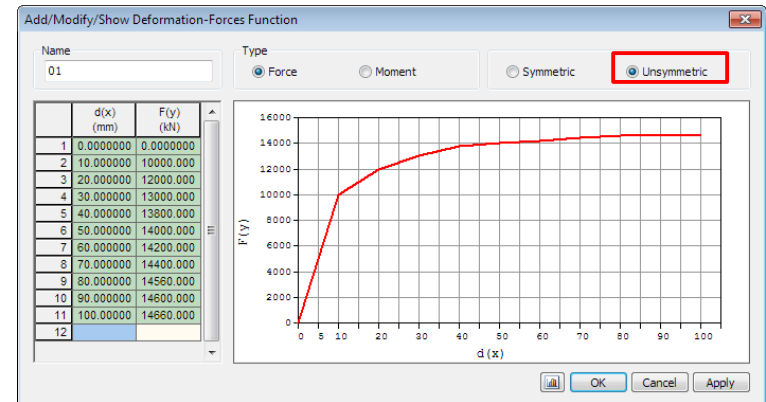 Add/Modify/Show Deformation-Forces Function
Name
01
Type
Force Moment Symmetric Unsymmetric
d(x) F(y)
(mm) (kN)
1 0.0000000 0.0000000
2 10.000000 10000.000
3 20.000000 12000.000
4 30.000000 13000.000
5 40.000000 13800.000
6 50.000000 14000.000
7 60.000000 14200.000
8 70.000000 14400.000
9 80.000000 14560.000
10 90.000000 14600.000
11 100.00000 14660.000
12
16000
14000
12000
10000
8000
6000
4000
2000
0
F(y)
0 5 10 20 30 40 50 60 70 80 90 100
d(x)
OK Cancel Apply